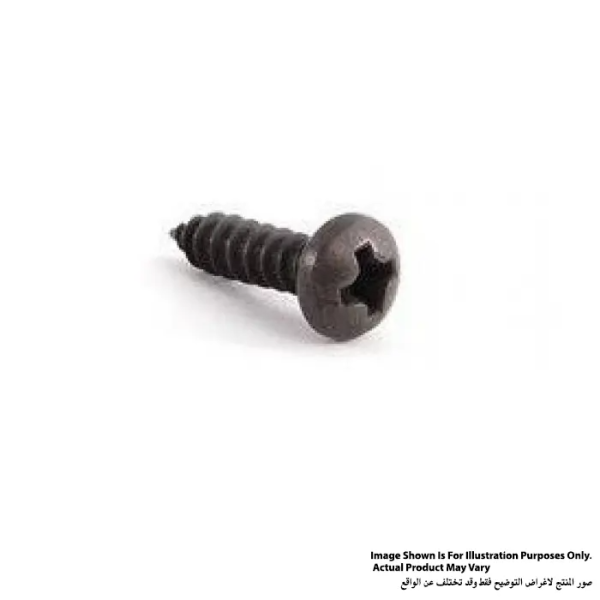 Image Shown Is For Illustration Purposes Only.
Actual Product May Vary
صور المنتج لاغراض التوضيح فقط وقد تختلف عن الواقع